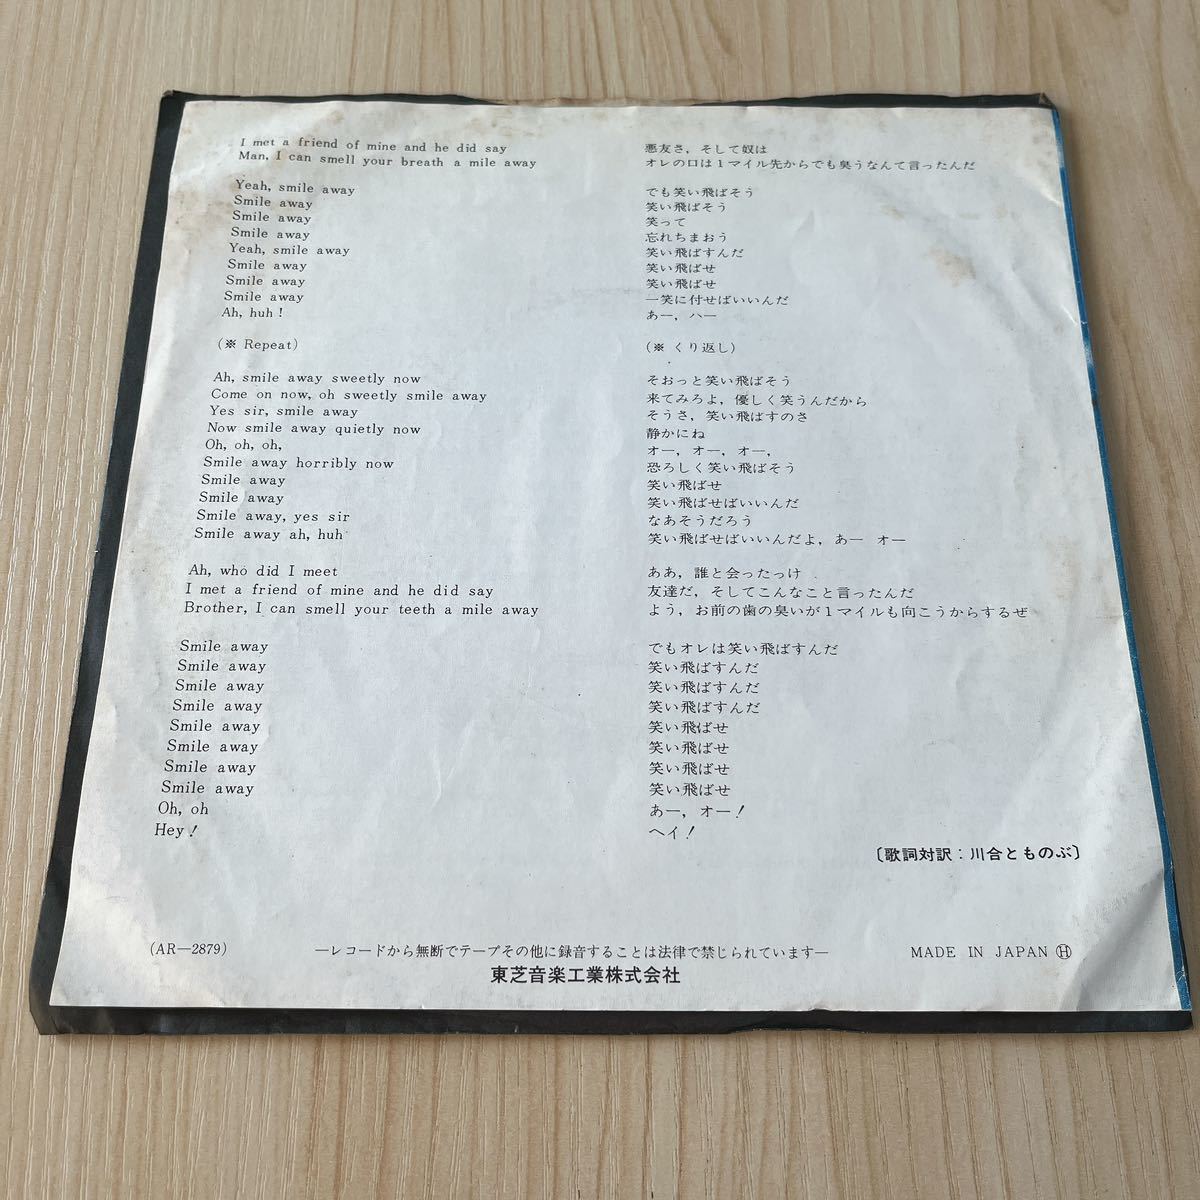 I met a friend of mine and he did say
Man, I can smell your breath a mile away
Yeah, smile away
Smile away
Smile away
Smile away
Yeah, smile away
Smile away
Smile away
Smile away
Ah, huh!
(※ Repeat)
Ah, smile away sweetly now
Come on now, oh sweetly smile away
Yes sir, smile away
Now smile away quietly now
Oh, oh, oh,
Smile away horribly now
Smile away
Smile away
Smile away, yes sir
Smile away ah, huh
Ah, who did I meet
I met a friend of mine and he did say
Brother, I can smell your teeth a mile away
Smile away
Smile away
Smile away
Smile away
Smile away
Smile away
Smile away
Smile away
Oh, oh
Hey!
悪友さ，そして奴は
オレの口は1マイル先からでも臭うなんて言ったんだ
でも笑い飛ばそう
笑い飛ばそう
笑って
忘れちまおう
笑い飛ばすんだ
笑い飛ばせ
笑い飛ばせ
一笑に付せばいいんだ
あー，ハー
(※ くり返し)
そおっと笑い飛ばそう
来てみろよ，優しく笑うんだから
そうさ，笑い飛ばすのさ
静かにね
オー，オー，オー，
恐ろしく笑い飛ばそう
笑い飛ばせ
笑い飛ばせばいいんだ
なあそうだろう
笑い飛ばせばいいんだよ，あー オー
ああ，誰と会ったっけ
友達だ，そしてこんなこと言ったんだ
よう，お前の歯の臭いが1マイルも向こうからするぜ
でもオレは笑い飛ばすんだ
笑い飛ばすんだ
笑い飛ばすんだ
笑い飛ばすんだ
笑い飛ばせ
笑い飛ばせ
笑い飛ばせ
笑い飛ばせ
あー，オー！
ヘイ！
〔歌詞対訳：川合とものぶ〕
(AR—2879)
—レコードから無断でテープその他に録音することは法律で禁じられています—
MADE IN JAPAN Ⓗ
東芝音楽工業株式会社